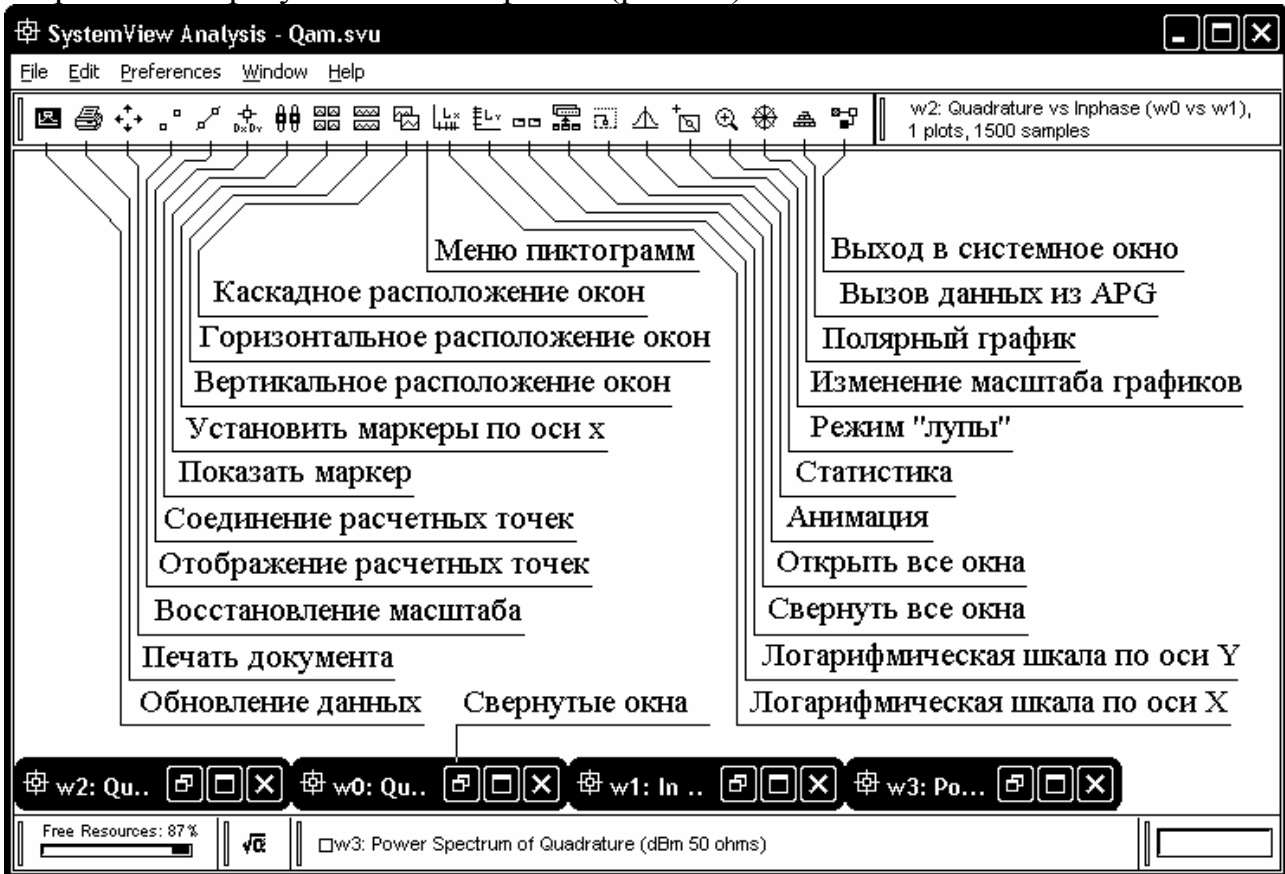 SystemView Analysis - Qam.svu
File Edit Preferences Window Help
w2: Quadrature vs Inphase (w0 vs w1),
1 plots, 1500 samples
Меню пиктограмм
Каскадное расположение окон
Горизонтальное расположение окон
Вертикальное расположение окон
Установить маркеры по оси x
Показать маркер
Соединение расчетных точек
Отображение расчетных точек
Восстановление масштаба
Печать документа
Обновление данных
Свернутые окна
Выход в системное окно
Вызов данных из APG
Полярный график
Изменение масштаба графиков
Режим "лупы"
Статистика
Анимация
Открыть все окна
Свернуть все окна
Логарифмическая шкала по оси Y
Логарифмическая шкала по оси X
w2: Qu.. w0: Qu.. w1: In .. w3: Po...
Free Resources: 87%
w3: Power Spectrum of Quadrature (dBm 50 ohms)